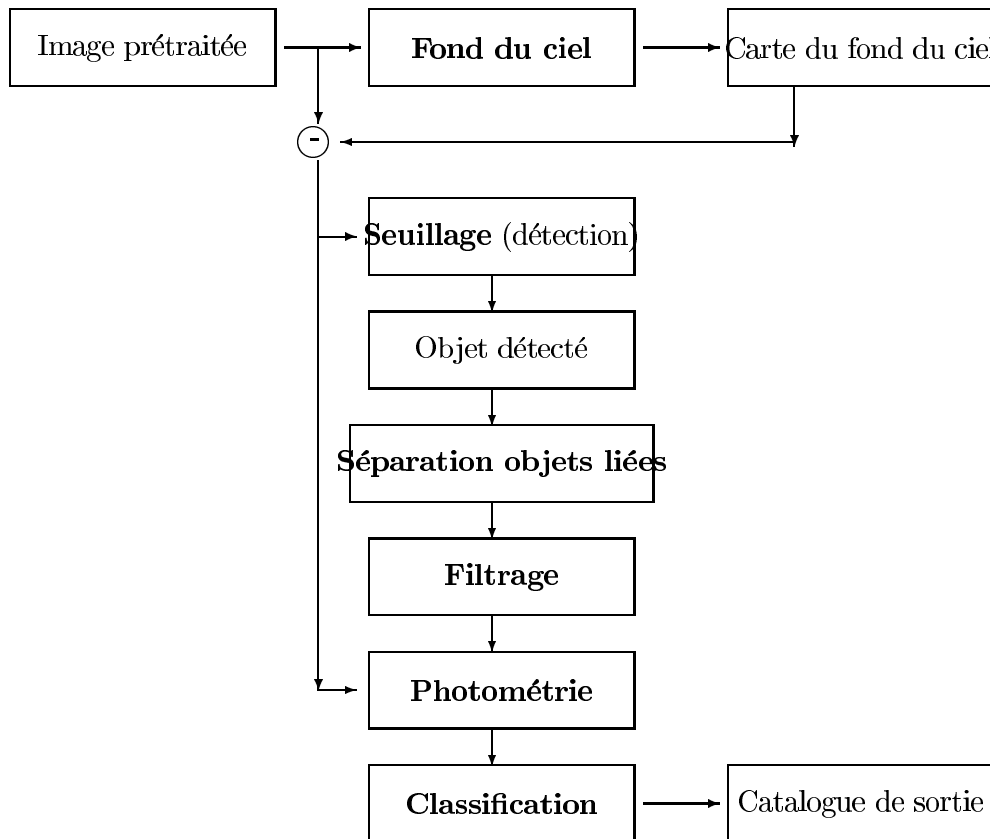 Image prétraitée
Fond du ciel
Carte du fond du ciel
-
Seuillage (détection)
Objet détecté
Séparation objets liées
Filtrage
Photométrie
Classification
Catalogue de sortie